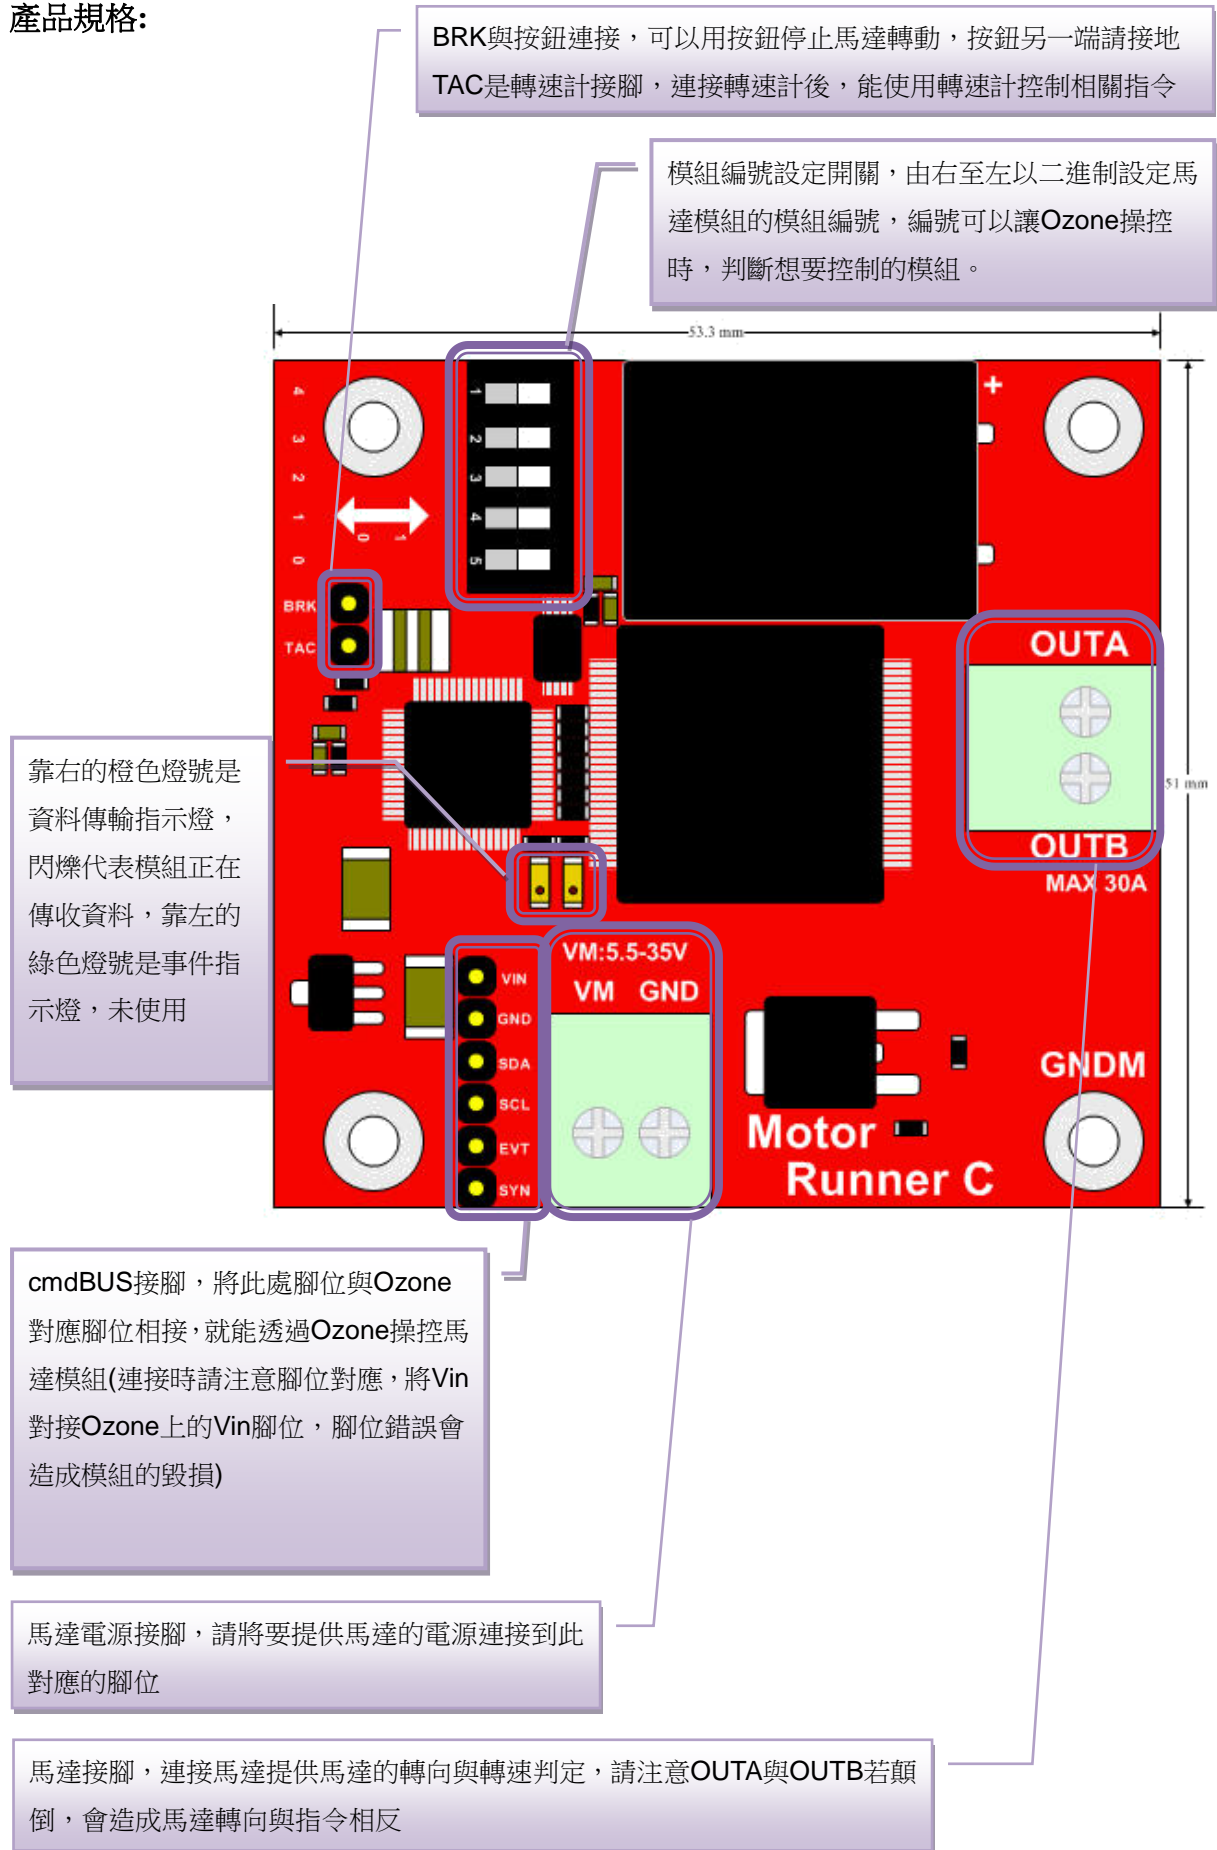 產品規格:
BRK與按鈕連接，可以用按鈕停止馬達轉動，按鈕另一端請接地
TAC是轉速計接腳，連接轉速計後，能使用轉速計控制相關指令
模組編號設定開關，由右至左以二進制設定馬
達模組的模組編號，編號可以讓Ozone操控
時，判斷想要控制的模組。
53.3 mm
4
3
2
1
0
0 1
1
2
3
4
5
+
BRK
TAC
OUTA
OUTB
MAX 30A
51 mm
靠右的橙色燈號是
資料傳輸指示燈，
閃爍代表模組正在
傳收資料，靠左的
綠色燈號是事件指
示燈，未使用
VIN
GND
SDA
SCL
EVT
SYN
VM:5.5-35V
VM GND
GNDM
Motor
Runner C
cmdBUS接腳，將此處腳位與Ozone
對應腳位相接，就能透過Ozone操控馬
達模組(連接時請注意腳位對應，將Vin
對接Ozone上的Vin腳位，腳位錯誤會
造成模組的毀損)
馬達電源接腳，請將要提供馬達的電源連接到此
對應的腳位
馬達接腳，連接馬達提供馬達的轉向與轉速判定，請注意OUTA與OUTB若顛
倒，會造成馬達轉向與指令相反